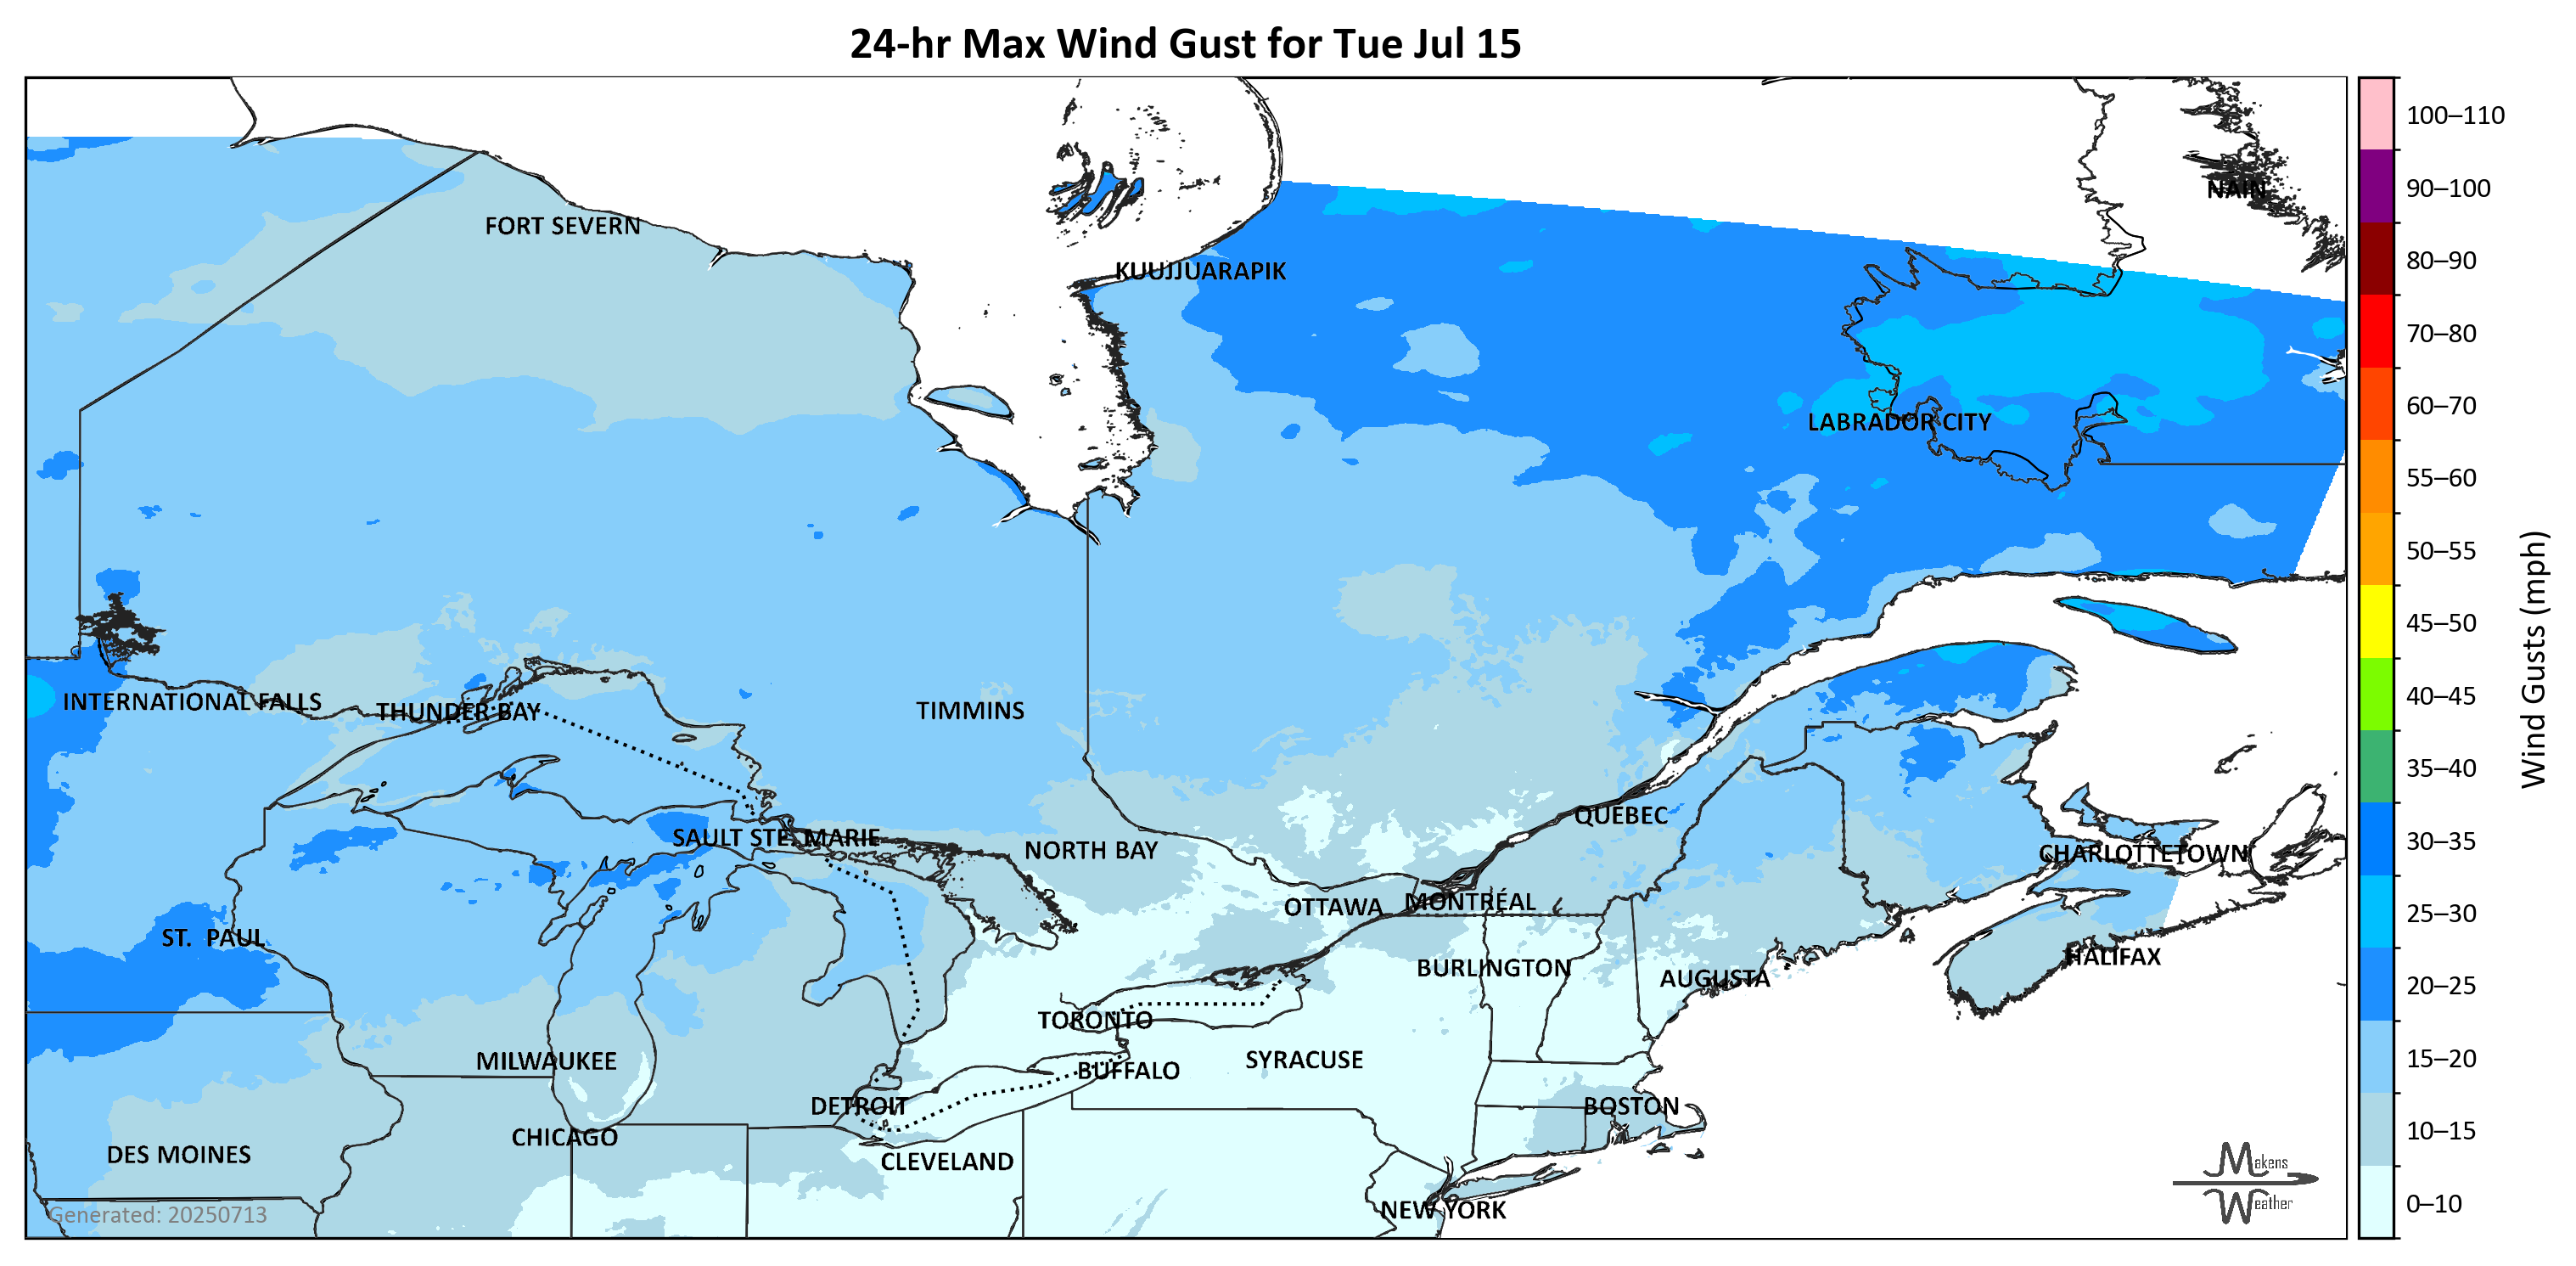 24-hr Max Wind Gust for Tue Jul 15
100–110
90–100
NAIN
FORT SEVERN
80–90
KUUJJUARAPIK
70–80
60–70
LABRADOR CITY
55–60
50–55
45–50
Wind Gusts (mph)
INTERNATIONAL FALLS
THUNDER BAY
TIMMINS
40–45
35–40
QUEBEC
SAULT STE. MARIE
NORTH BAY
CHARLOTTETOWN
30–35
OTTAWA
MONTRÉAL
25–30
ST.  PAUL
BURLINGTON
AUGUSTA
HALIFAX
20–25
TORONTO
MILWAUKEE
BUFFALO
SYRACUSE
15–20
DETROIT
BOSTON
CHICAGO
10–15
DES MOINES
CLEVELAND
Makens
Weather
NEW YORK
0–10
Generated: 20250713